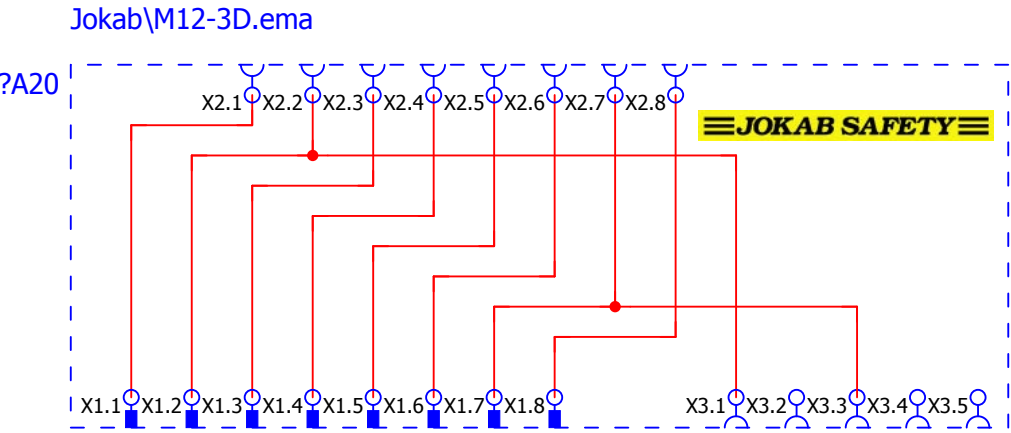 Jokab\M12-3D.ema
?A20
X2.1 X2.2 X2.3 X2.4 X2.5 X2.6 X2.7 X2.8
JOKAB SAFETY
X1.1 X1.2 X1.3 X1.4 X1.5 X1.6 X1.7 X1.8 X3.1 X3.2 X3.3 X3.4 X3.5